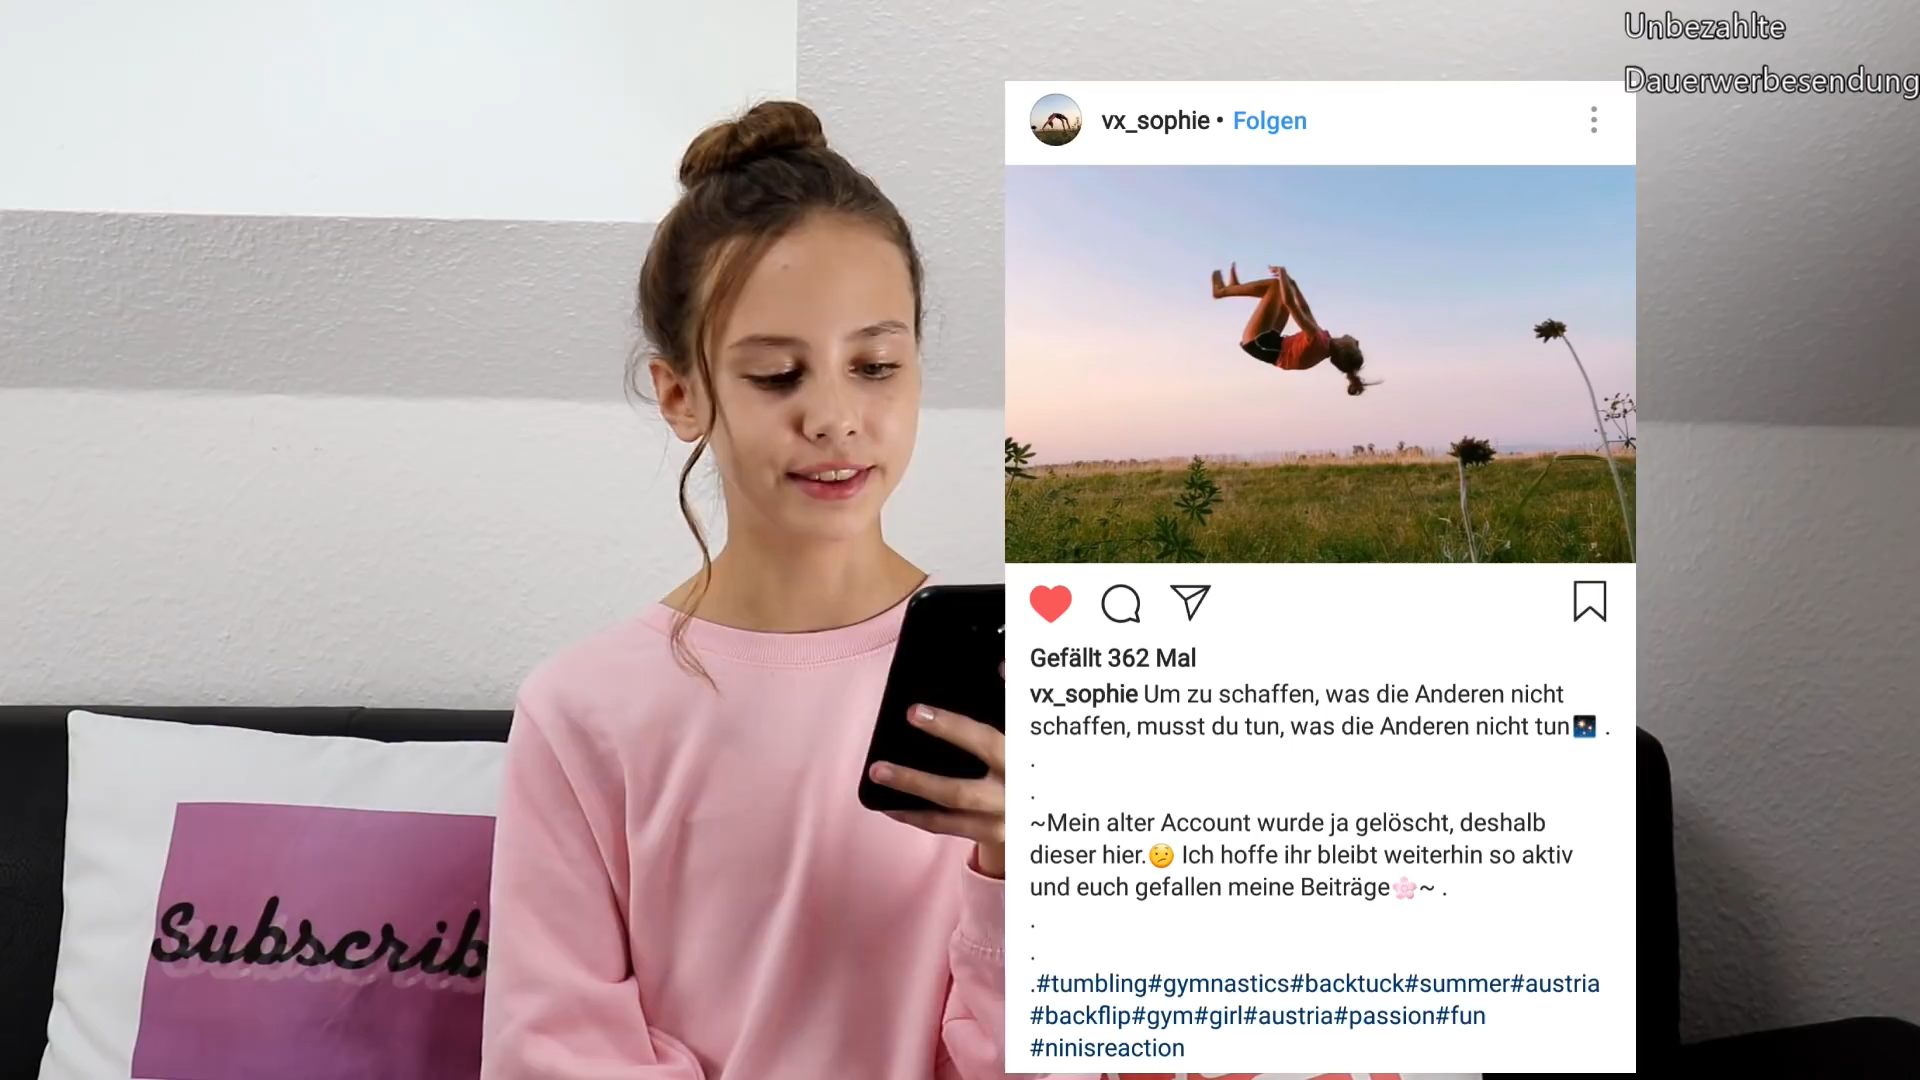 Unbezahlte
Dauerwerbesendung
vx_sophie • Folgen
Gefällt 362 Mal
vx_sophie Um zu schaffen, was die Anderen nicht
schaffen, musst du tun, was die Anderen nicht tun🌠 .
.
.
~Mein alter Account wurde ja gelöscht, deshalb
dieser hier.😕 Ich hoffe ihr bleibt weiterhin so aktiv
und euch gefallen meine Beiträge🌸~ .
.
.
.#tumbling#gymnastics#backtuck#summer#austria
#backflip#gym#girl#austria#passion#fun
#ninisreaction
Subscrib